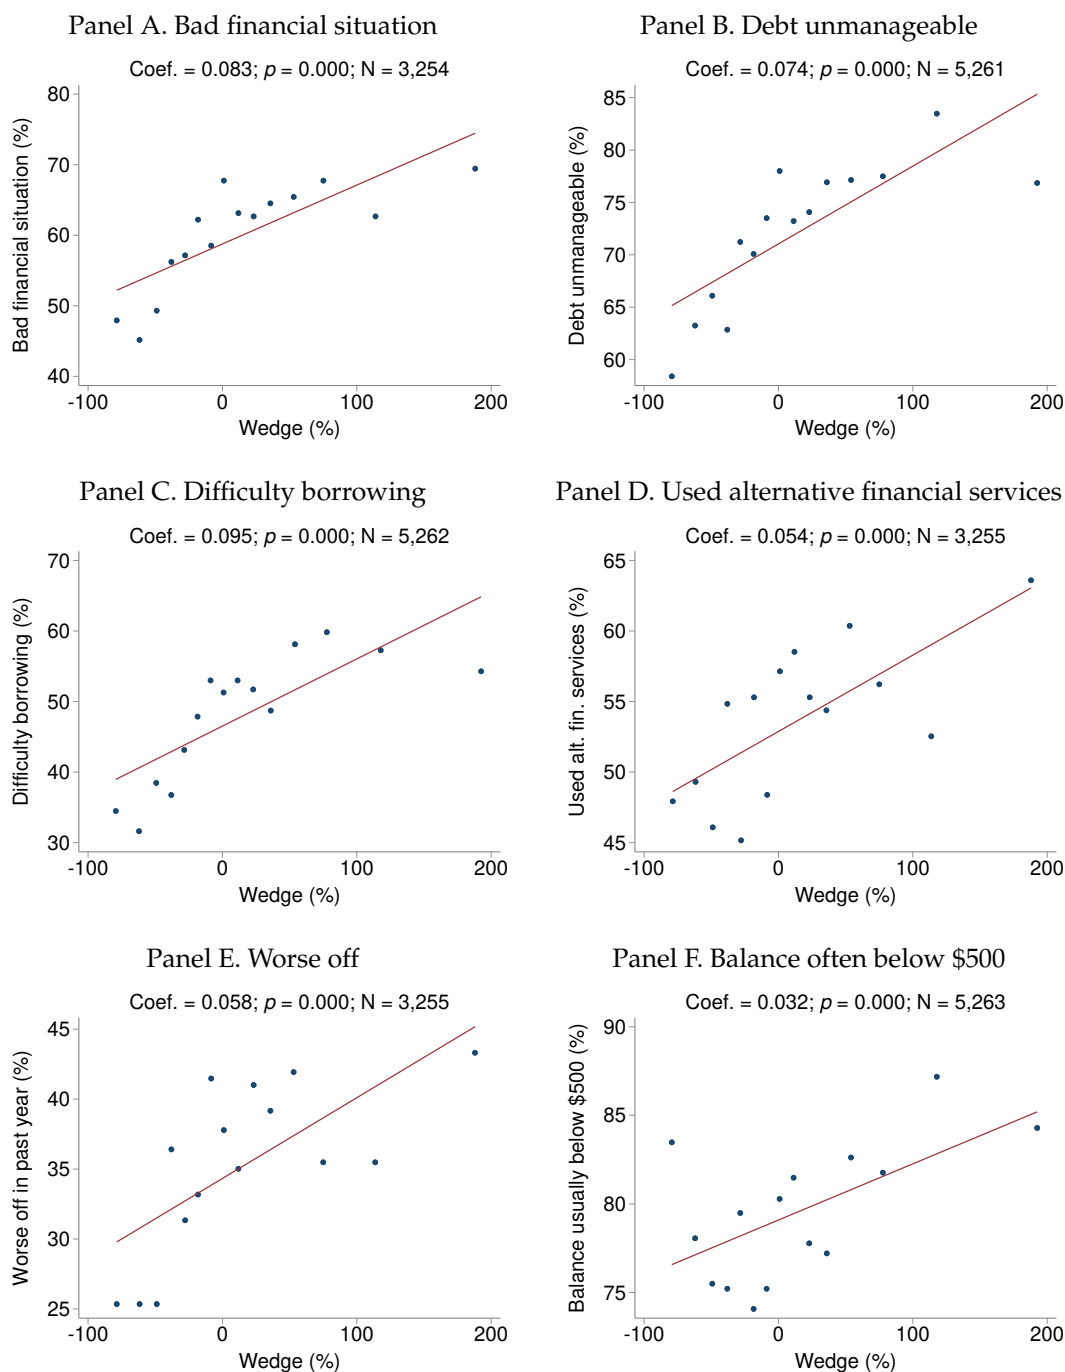 Panel A. Bad financial situation
Coef. = 0.083; p = 0.000; N = 3,254
Bad financial situation (%)
80
70
60
50
40
-100 0 100 200
Wedge (%)
Panel B. Debt unmanageable
Coef. = 0.074; p = 0.000; N = 5,261
Debt unmanageable (%)
85
80
75
70
65
60
-100 0 100 200
Wedge (%)
Panel C. Difficulty borrowing
Coef. = 0.095; p = 0.000; N = 5,262
Difficulty borrowing (%)
70
60
50
40
30
-100 0 100 200
Wedge (%)
Panel D. Used alternative financial services
Coef. = 0.054; p = 0.000; N = 3,255
Used alt. fin. services (%)
65
60
55
50
45
-100 0 100 200
Wedge (%)
Panel E. Worse off
Coef. = 0.058; p = 0.000; N = 3,255
Worse off in past year (%)
45
40
35
30
25
-100 0 100 200
Wedge (%)
Panel F. Balance often below $500
Coef. = 0.032; p = 0.000; N = 5,263
Balance usually below $500 (%)
90
85
80
75
-100 0 100 200
Wedge (%)